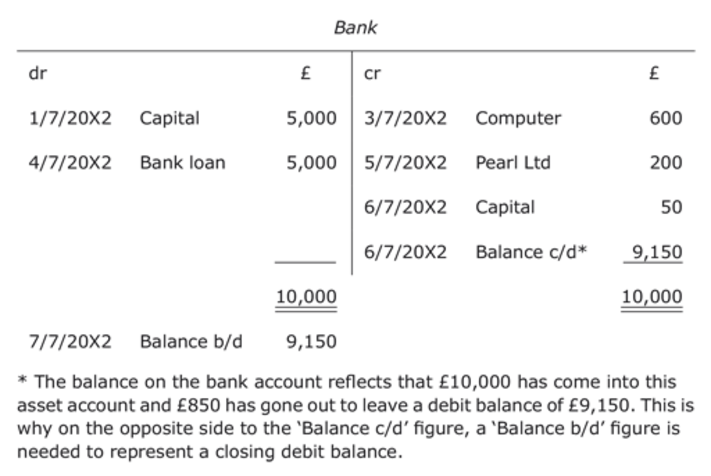 Bank
dr £ cr £
1/7/20X2 Capital 5,000 3/7/20X2 Computer 600
4/7/20X2 Bank loan 5,000 5/7/20X2 Pearl Ltd 200
6/7/20X2 Capital 50
6/7/20X2 Balance c/d* 9,150
10,000 10,000
7/7/20X2 Balance b/d 9,150
* The balance on the bank account reflects that £10,000 has come into this
asset account and £850 has gone out to leave a debit balance of £9,150. This is
why on the opposite side to the ‘Balance c/d’ figure, a ‘Balance b/d’ figure is
needed to represent a closing debit balance.